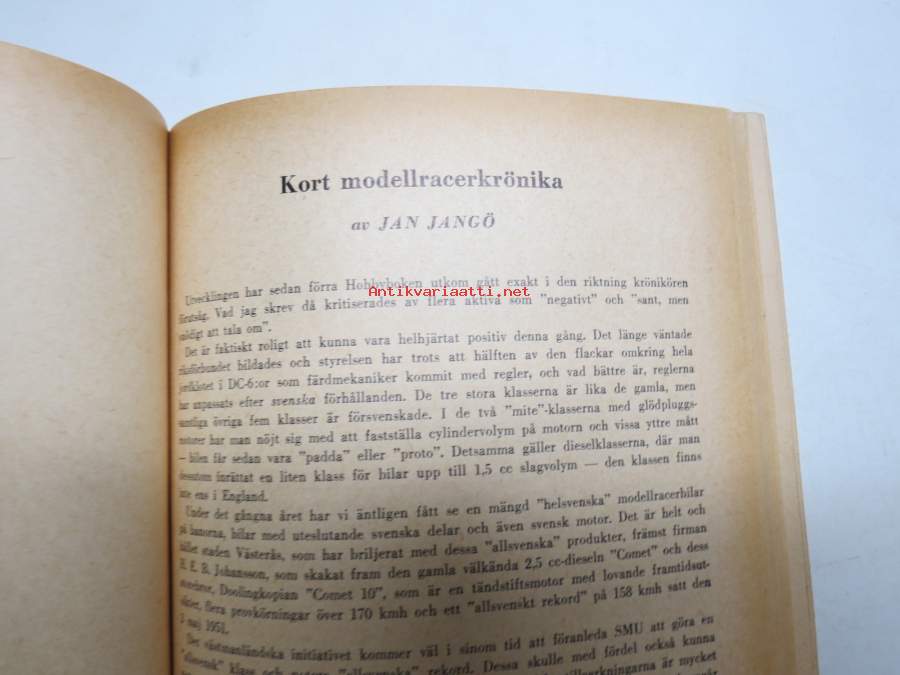 Kort modellracerkrönika
av JAN JANGÖ
Utvecklingen har sedan förra Hobbyboken utkom gått exakt i den riktning krönikören
förutsåg. Vad jag skrev då kritiserades av flera aktiva som "negativt" och "sant, men
onödigt att tala om".
Antikvariaatti.net
Det är faktiskt roligt att kunna vara helhjärtat positiv denna gång. Det länge väntade
riksförbundet bildades och styrelsen har trots att hälften av den flackar omkring hela
jordklotet i DC-6:or som färdmekaniker kommit med regler, och vad bättre är, reglerna
har anpassats efter svenska förhållanden. De tre stora klasserna är lika de gamla, men
samtliga övriga fem klasser är försvenskade. I de två "mite"-klasserna med glödpluggs-
motorer har man nöjt sig med att fastställa cylindervolym på motorn och vissa yttre mått
— bilen får sedan vara "padda" eller "proto". Detsamma gäller dieselklasserna, där man
dessutom inrättat en liten klass för bilar upp till 1,5 cc slagvolym — den klassen finns
inte ens i England.
Under det gångna året har vi äntligen fått se en mängd "helsvenska" modellracerbilar
på banorna, bilar med uteslutande svenska delar och även svensk motor. Det är helt och
hållet staden Västerås, som har briljerat med dessa "allsvenska" produkter, främst firman
B. Johansson, som skakat fram den gamla välkända 2,5 cc-dieseln "Comet" och dess
Doolingkopian "Comet 10", som är en tändstiftsmotor med lovande framtidsut-
sikter, flera provkörningar över 170 kmh och ett "allsvenskt rekord" på 158 kmh satt den
maj 1951.
Det västmanländska initiativet kommer väl i sinom tid att föranleda SMU att göra en
klass och notera "allsvenska" rekord. Dessa skulle med fördel också kunna
är mycket